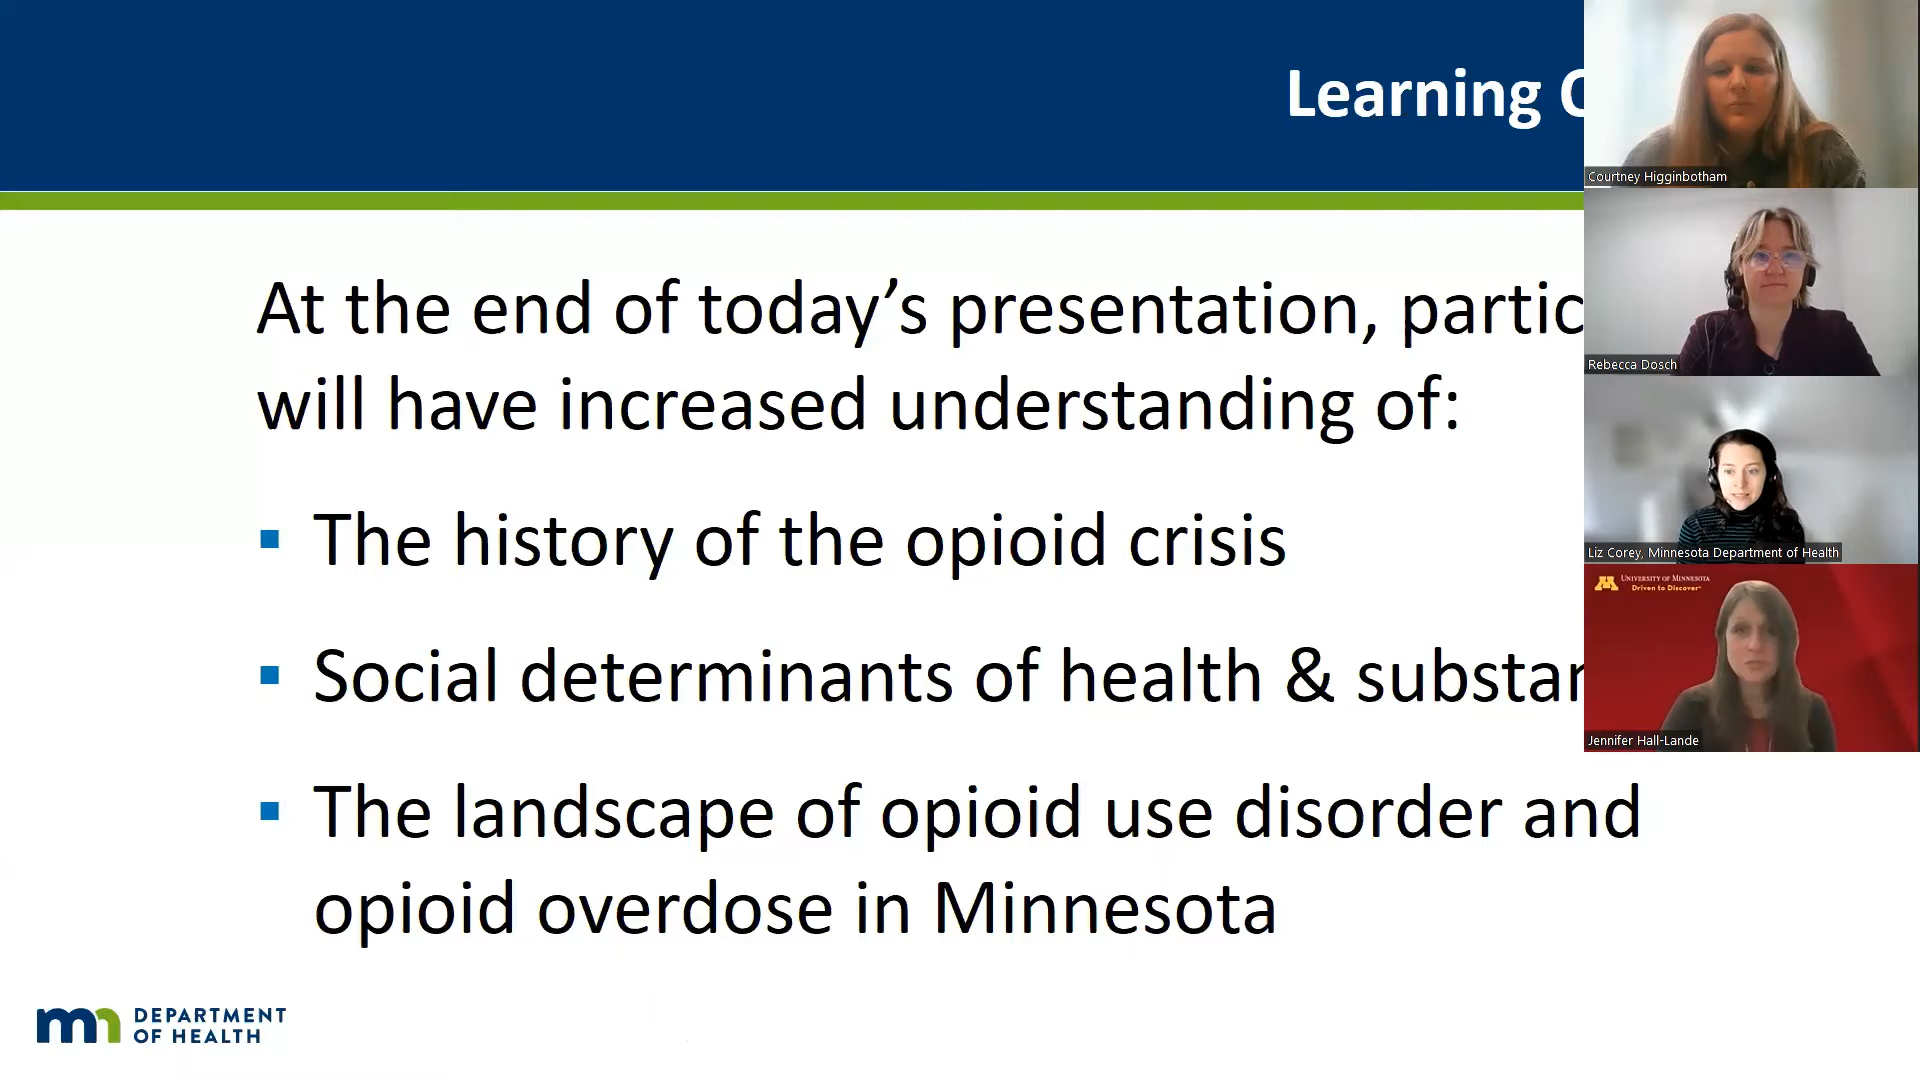 Learning
At the end of today’s presentation,
will have increased understanding of:
▪ The history of the opioid crisis
▪ Social determinants of health &
▪ The landscape of opioid use disorder and
opioid overdose in Minnesota
mn DEPARTMENT
OF HEALTH
Courtney Higginbotham
Rebecca Dosch
Liz Corey, Minnesota Department of Health
UNIVERSITY OF MINNESOTA
Driven to Discover
Jennifer Hall-Lande